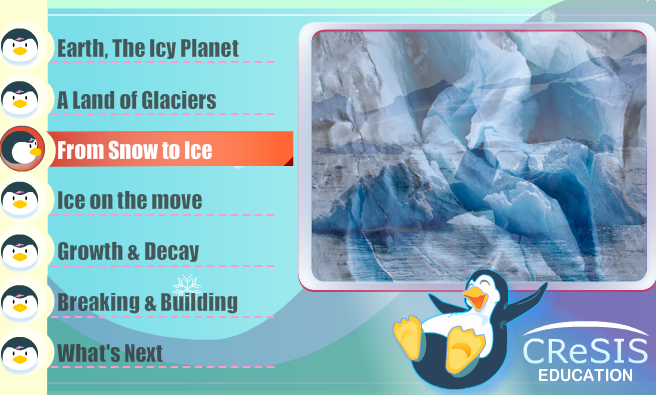 Earth, The Icy Planet
A Land of Glaciers
From Snow to Ice
Ice on the move
Growth & Decay
Breaking & Building
What's Next
CReSIS
EDUCATION